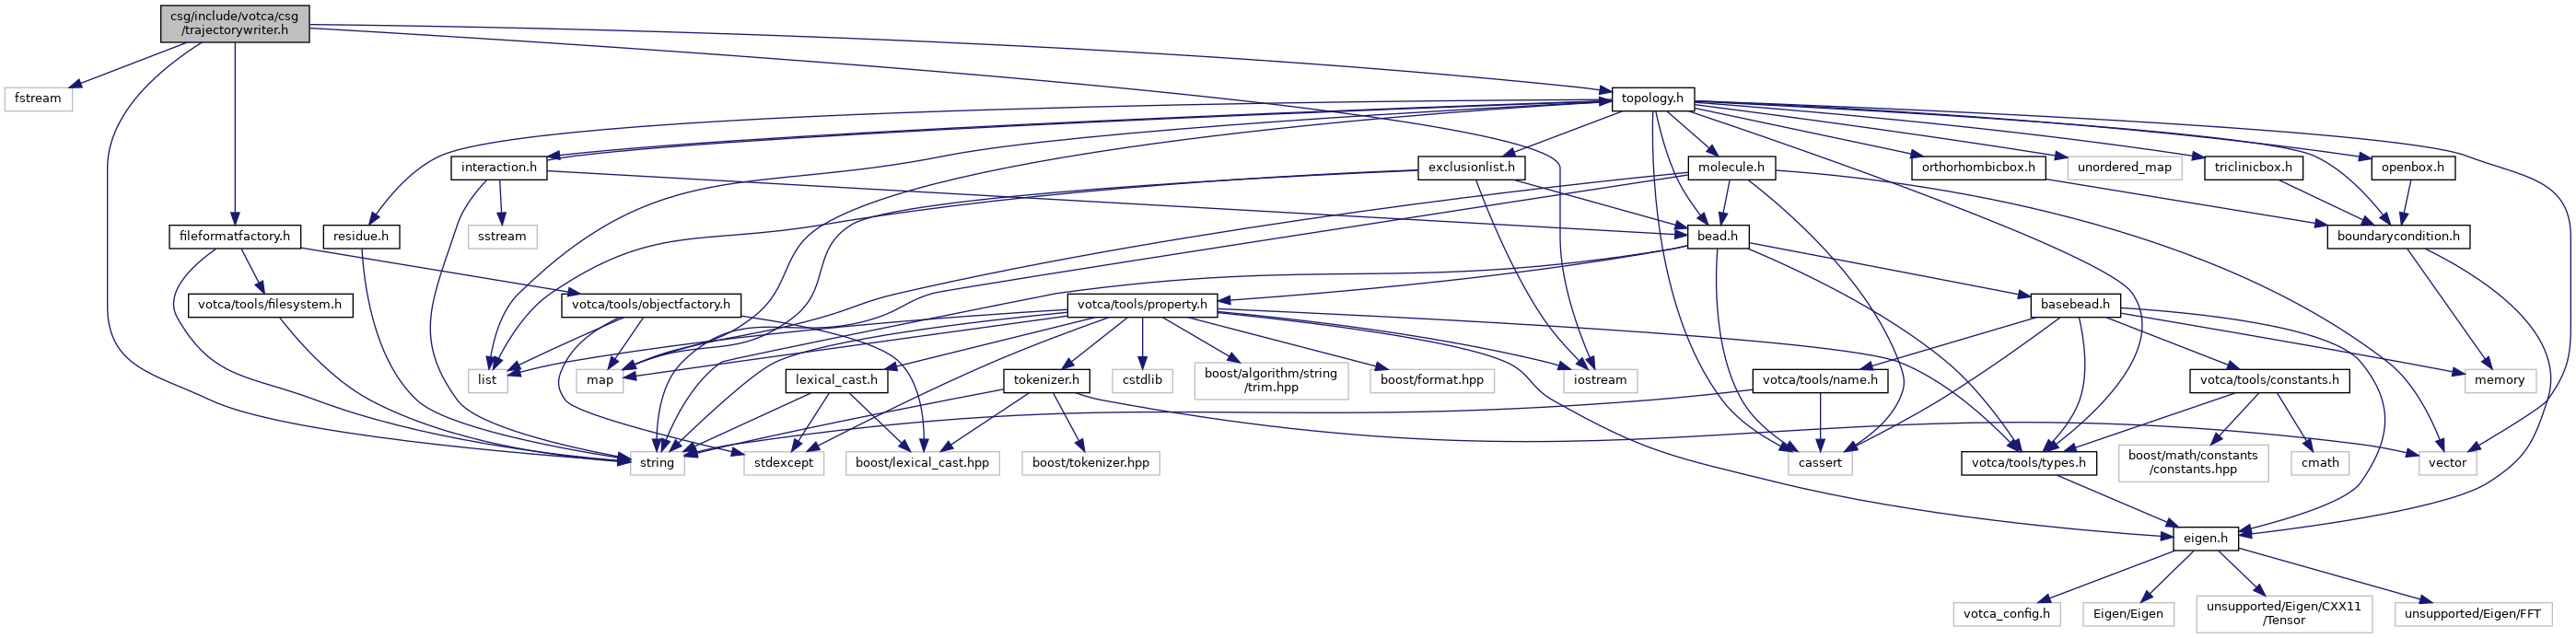 csg/include/votca/csg
/trajectorywriter.h
fstream
topology.h
interaction.h
exclusionlist.h
molecule.h
orthorhombicbox.h
unordered_map
triclinicbox.h
openbox.h
fileformatfactory.h
residue.h
sstream
bead.h
boundarycondition.h
votca/tools/filesystem.h
votca/tools/objectfactory.h
votca/tools/property.h
basebead.h
list
map
lexical_cast.h
tokenizer.h
cstdlib
boost/algorithm/string
/trim.hpp
boost/format.hpp
iostream
votca/tools/name.h
votca/tools/constants.h
memory
string
stdexcept
boost/lexical_cast.hpp
boost/tokenizer.hpp
cassert
votca/tools/types.h
boost/math/constants
/constants.hpp
cmath
vector
eigen.h
votca_config.h
Eigen/Eigen
unsupported/Eigen/CXX11
/Tensor
unsupported/Eigen/FFT